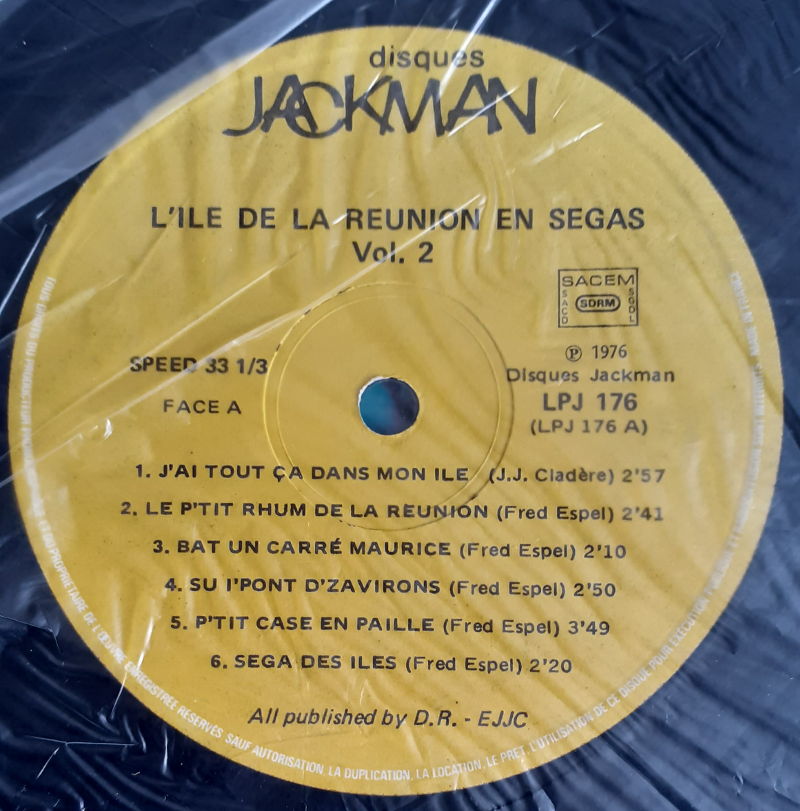 disques
JACKMAN
L'ILE DE LA REUNION EN SEGAS
Vol. 2
SACEM
SACD
SDRM
SGDL
SPEED 33 1/3
FACE A
℗ 1976
Disques Jackman
LPJ 176
(LPJ 176 A)
1. J'AI TOUT ÇA DANS MON ILE (J.J. Cladère) 2'57
2. LE P'TIT RHUM DE LA REUNION (Fred Espel) 2'41
3. BAT UN CARRÉ MAURICE (Fred Espel) 2'10
4. SU I'PONT D'ZAVIRONS (Fred Espel) 2'50
5. P'TIT CASE EN PAILLE (Fred Espel) 3'49
6. SEGA DES ILES (Fred Espel) 2'20
All published by D.R. - EJJC
PROPRIETAIRE DE L'ŒUVRE ENREGISTREE RESERVES SAUF AUTORISATION, LA DUPLICATION, LA LOCATION, LE PRET, L'UTILISATION DE CE DISQUE POUR EXECUTION